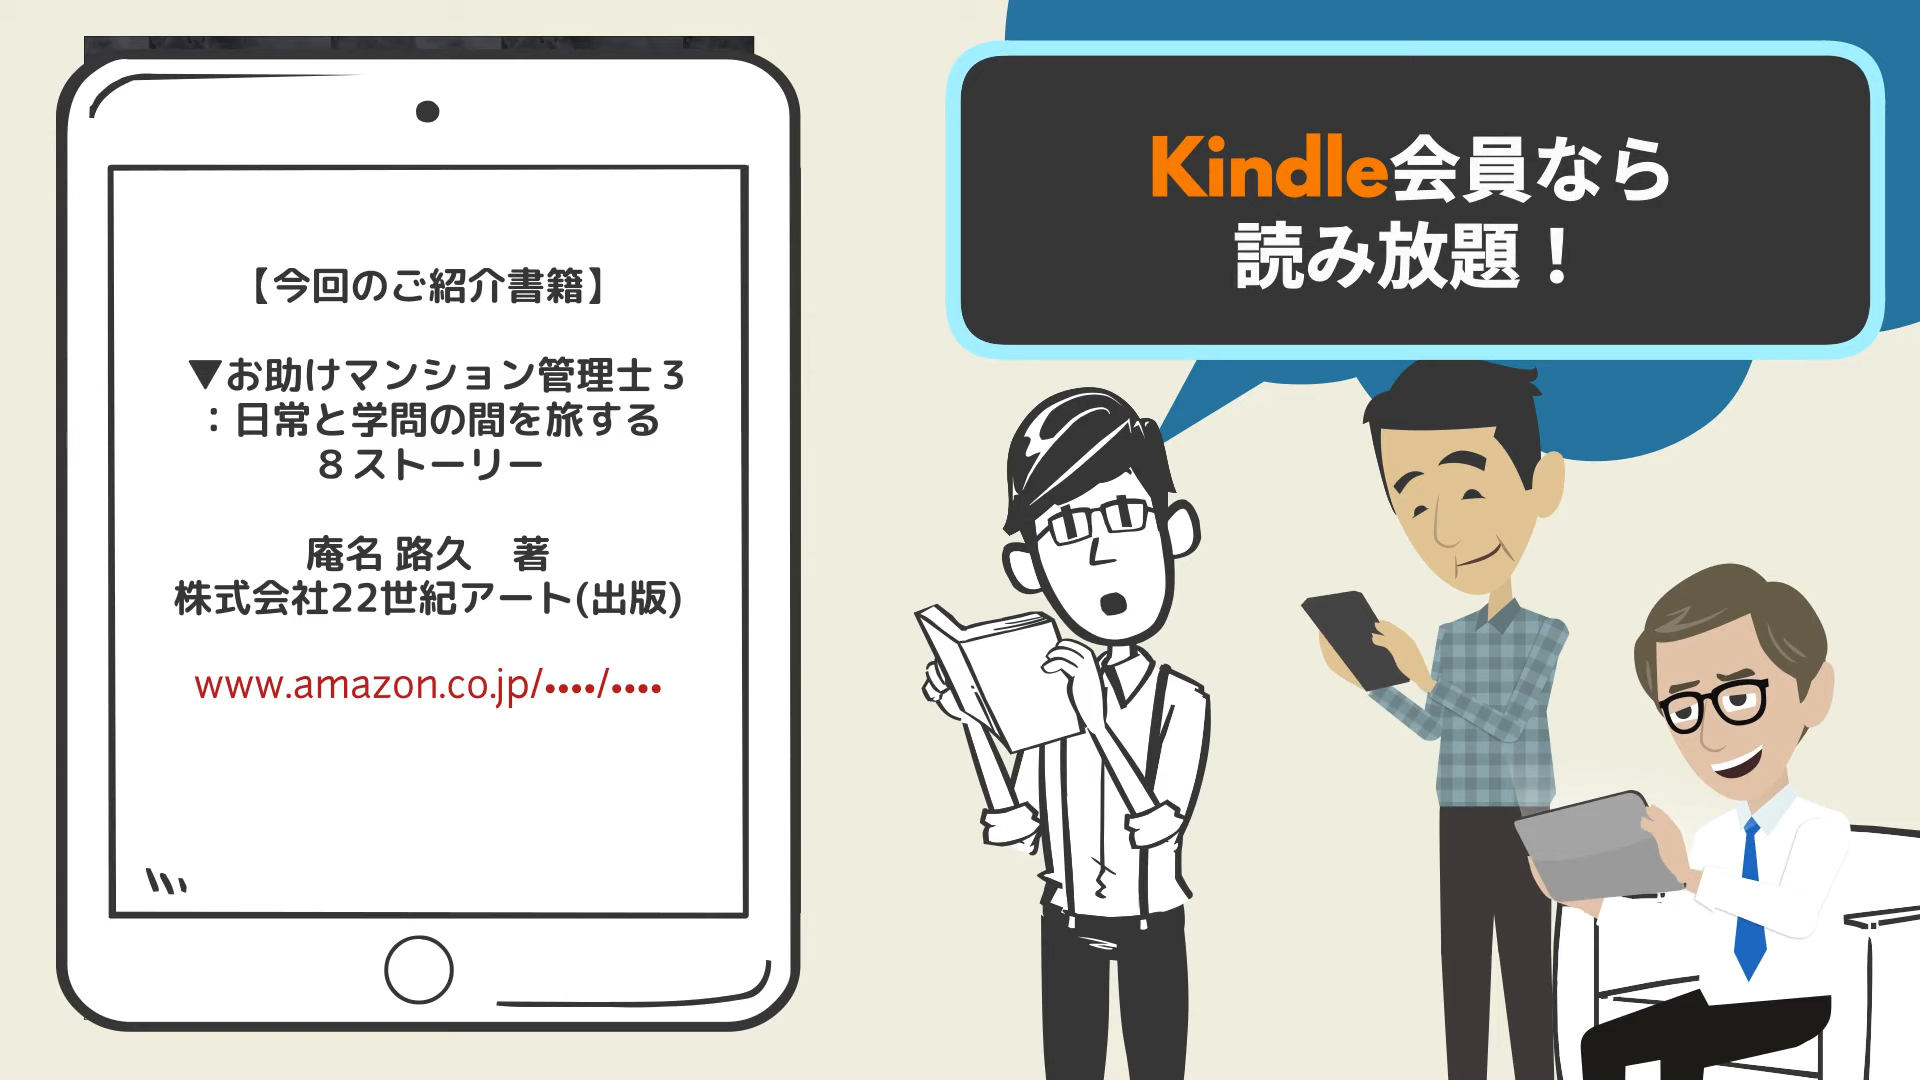 【今回のご紹介書籍】
▼お助けマンション管理士３
：日常と学問の間を旅する
８ストーリー
庵名 路久　著
株式会社22世紀アート(出版)
www.amazon.co.jp/••••/••••
Kindle会員なら
読み放題！